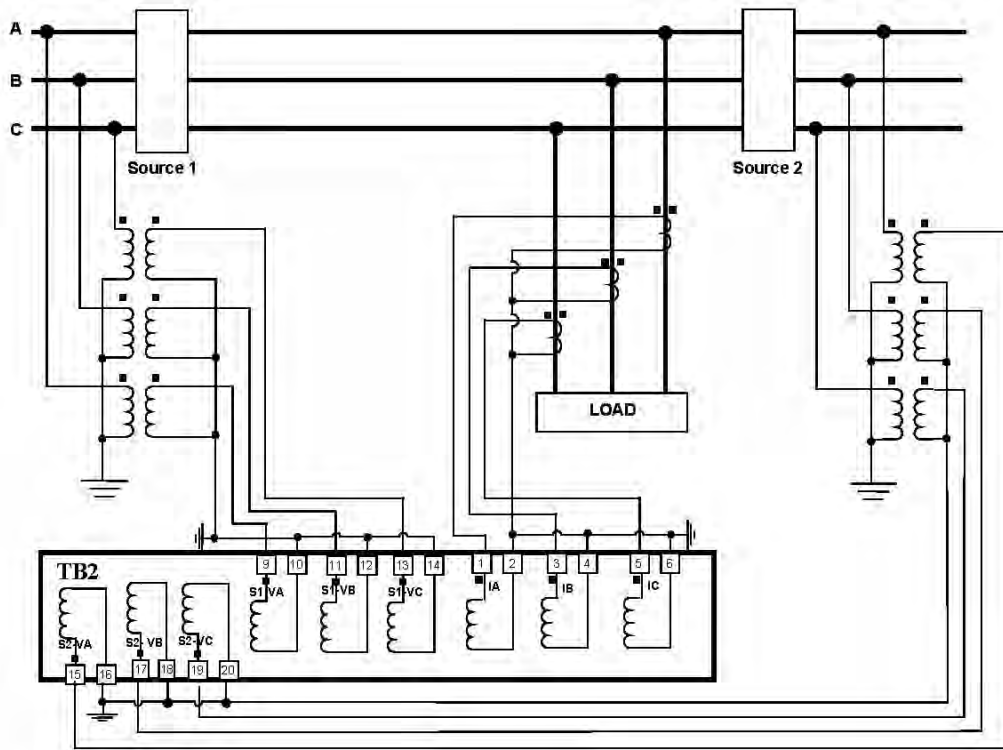 A
B
C
Source 1
Source 2
LOAD
TB2
9 10 11 12 13 14 1 2 3 4 5 6
S1-VA S1-VB S1-VC IA IB IC
S2-VA S2-VB S2-VC
15 16 17 18 19 20